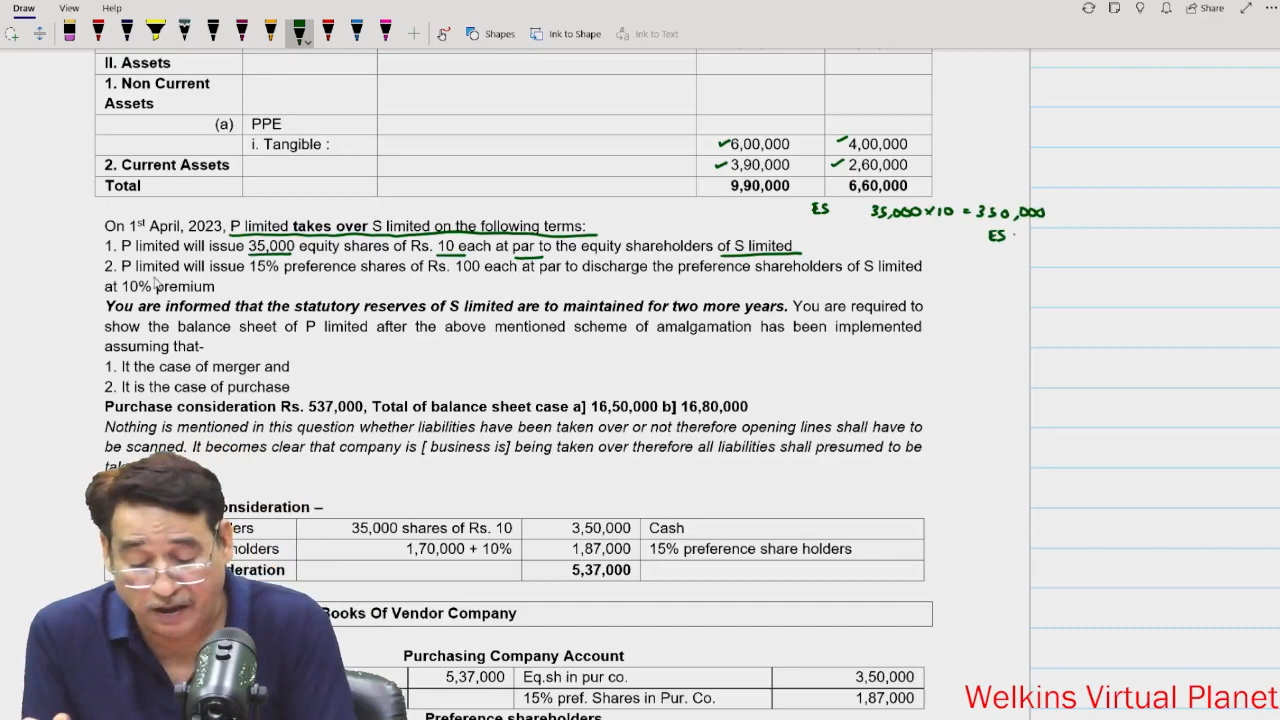 Draw View Help
Shapes Ink to Shape Ink to Text Share
II. Assets
1. Non Current Assets
(a) PPE
i. Tangible : 6,00,000 4,00,000
2. Current Assets 3,90,000 2,60,000
Total 9,90,000 6,60,000
ES 35,000 × 10 = 350,000
ES
On 1st April, 2023, P limited takes over S limited on the following terms:
1. P limited will issue 35,000 equity shares of Rs. 10 each at par to the equity shareholders of S limited
2. P limited will issue 15% preference shares of Rs. 100 each at par to discharge the preference shareholders of S limited
at 10% premium
You are informed that the statutory reserves of S limited are to maintained for two more years. You are required to
show the balance sheet of P limited after the above mentioned scheme of amalgamation has been implemented
assuming that-
1. It the case of merger and
2. It is the case of purchase
Purchase consideration Rs. 537,000, Total of balance sheet case a] 16,50,000 b] 16,80,000
Nothing is mentioned in this question whether liabilities have been taken over or not therefore opening lines shall have to
be scanned. It becomes clear that company is [ business is] being taken over therefore all liabilities shall presumed to be
onsideration –
ders 35,000 shares of Rs. 10 3,50,000 Cash
holders 1,70,000 + 10% 1,87,000 15% preference share holders
deration 5,37,000
Books Of Vendor Company
Purchasing Company Account
5,37,000 Eq.sh in pur co. 3,50,000
15% pref. Shares in Pur. Co. 1,87,000
Preference shareholders
Welkins Virtual Planet